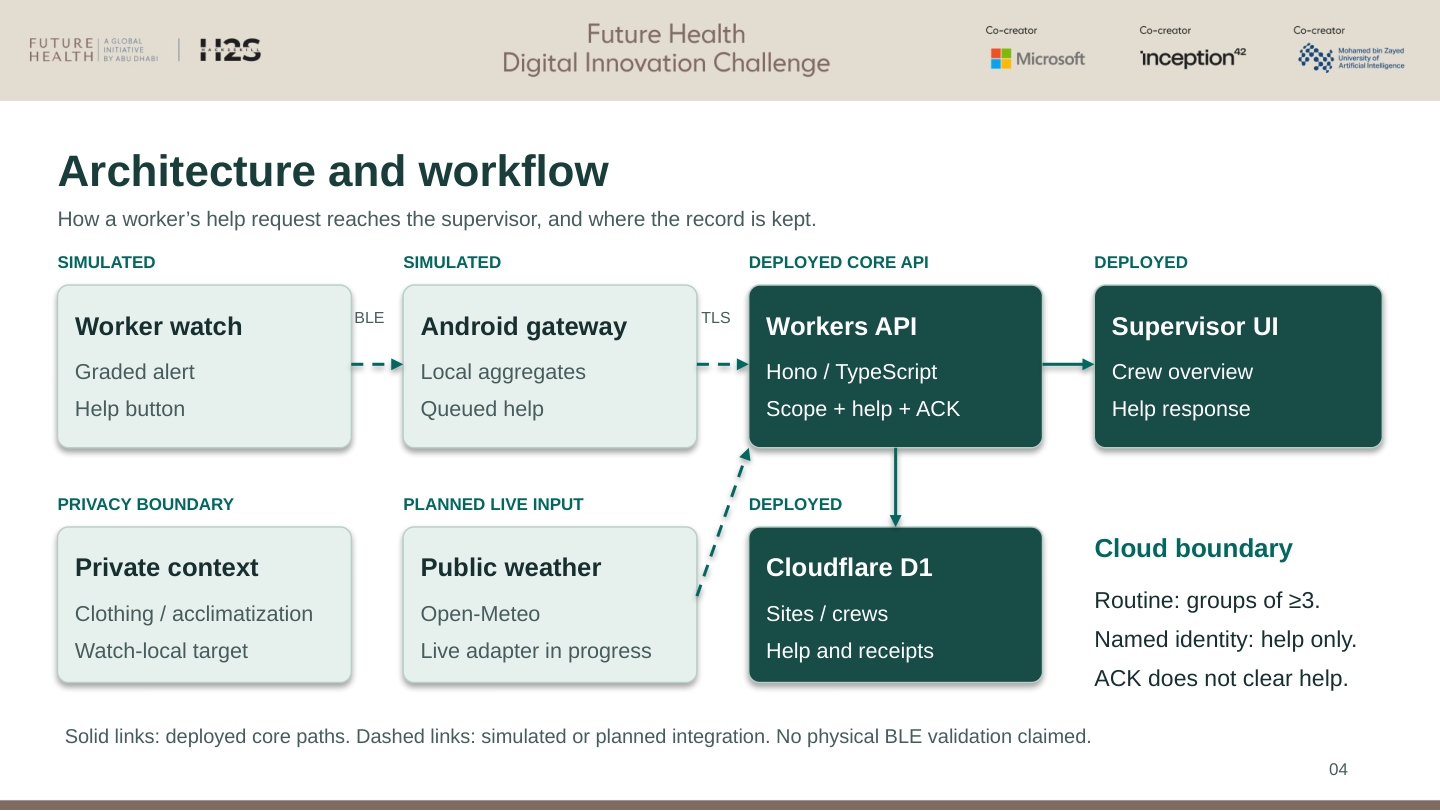 FUTURE
HEALTH
A GLOBAL
INITIATIVE
BY ABU DHABI
H2S
Future Health
Digital Innovation Challenge
Co-creator
Microsoft
Co-creator
inception42
Co-creator
Mohamed bin Zayed
University of
Artificial Intelligence
Architecture and workflow
How a worker’s help request reaches the supervisor, and where the record is kept.
SIMULATED
Worker watch
Graded alert
Help button
BLE
SIMULATED
Android gateway
Local aggregates
Queued help
TLS
DEPLOYED CORE API
Workers API
Hono / TypeScript
Scope + help + ACK
DEPLOYED
Supervisor UI
Crew overview
Help response
PRIVACY BOUNDARY
Private context
Clothing / acclimatization
Watch-local target
PLANNED LIVE INPUT
Public weather
Open-Meteo
Live adapter in progress
DEPLOYED
Cloudflare D1
Sites / crews
Help and receipts
Cloud boundary
Routine: groups of ≥3.
Named identity: help only.
ACK does not clear help.
Solid links: deployed core paths. Dashed links: simulated or planned integration. No physical BLE validation claimed.
04